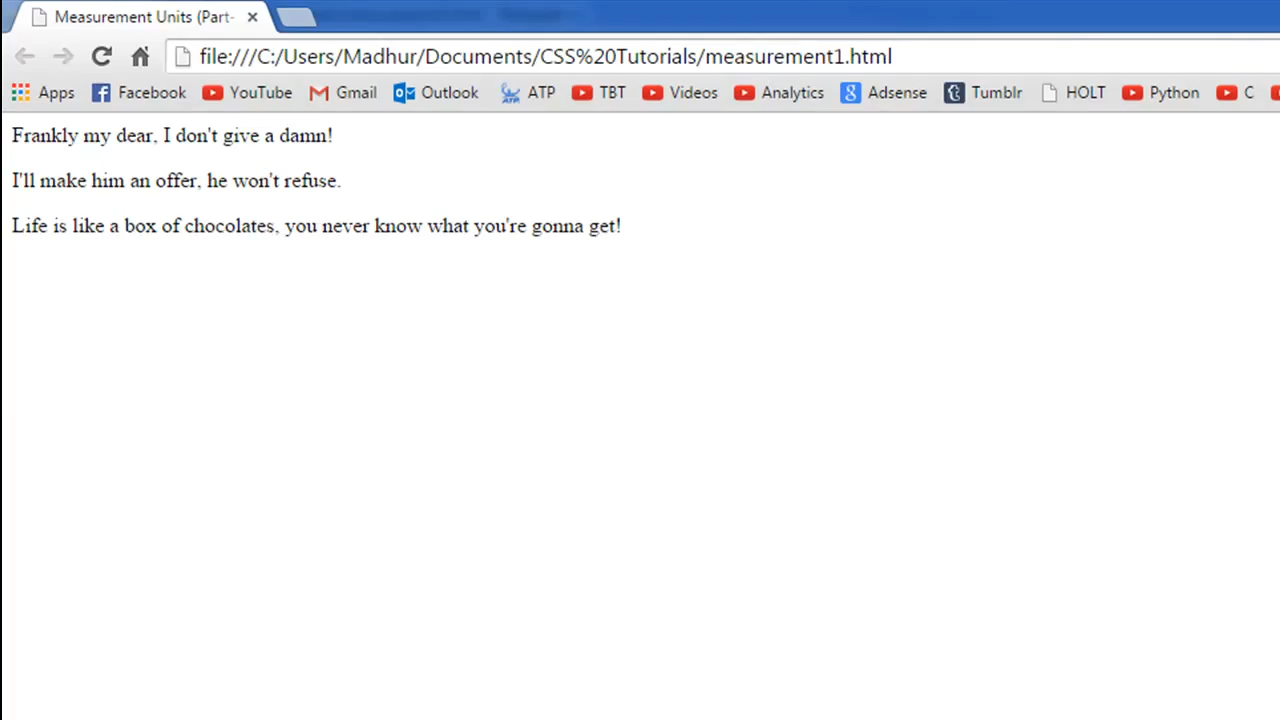 Measurement Units (Part-
file:///C:/Users/Madhur/Documents/CSS%20Tutorials/measurement1.html
Apps Facebook YouTube Gmail Outlook ATP TBT Videos Analytics Adsense Tumblr HOLT Python C
Frankly my dear, I don't give a damn!
I'll make him an offer, he won't refuse.
Life is like a box of chocolates, you never know what you're gonna get!